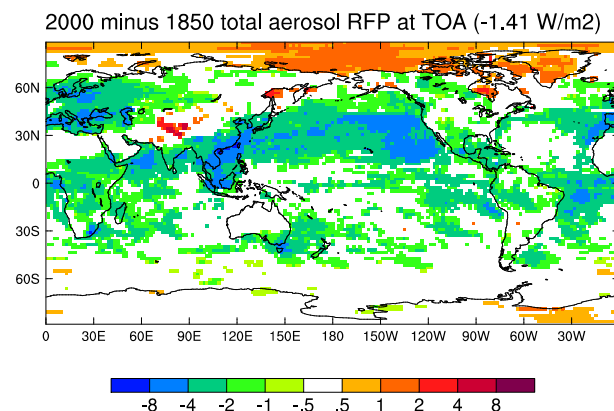 2000 minus 1850 total aerosol RFP at TOA (-1.41 W/m2)
60N
30N
0
30S
60S
0 30E 60E 90E 120E 150E 180 150W 120W 90W 60W 30W 0
-8 -4 -2 -1 -.5 .5 1 2 4 8